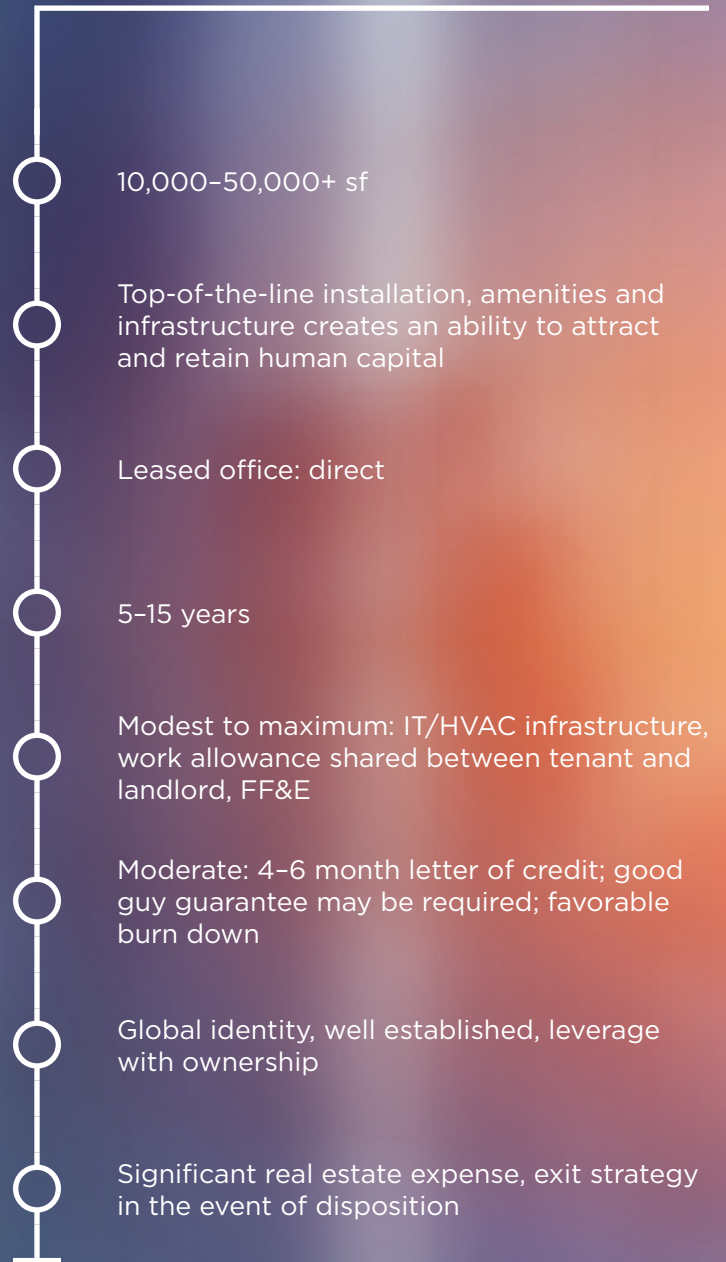 10,000–50,000+ sf
Top-of-the-line installation, amenities and
infrastructure creates an ability to attract
and retain human capital
Leased office: direct
5–15 years
Modest to maximum: IT/HVAC infrastructure,
work allowance shared between tenant and
landlord, FF&E
Moderate: 4–6 month letter of credit; good
guy guarantee may be required; favorable
burn down
Global identity, well established, leverage
with ownership
Significant real estate expense, exit strategy
in the event of disposition